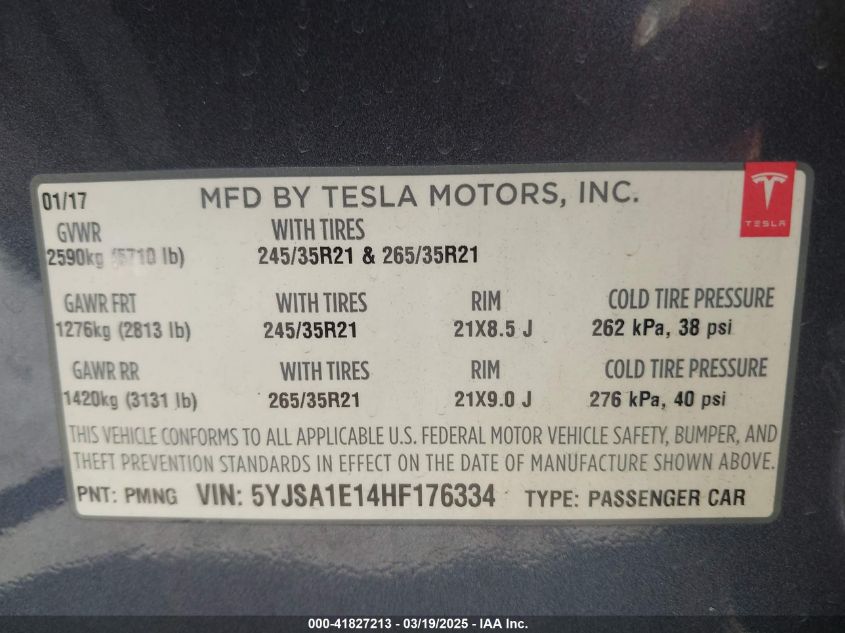 01/17 MFD BY TESLA MOTORS, INC.
TESLA
GVWR WITH TIRES
2590kg (5710 lb) 245/35R21 & 265/35R21
GAWR FRT WITH TIRES RIM COLD TIRE PRESSURE
1276kg (2813 lb) 245/35R21 21X8.5 J 262 kPa, 38 psi
GAWR RR WITH TIRES RIM COLD TIRE PRESSURE
1420kg (3131 lb) 265/35R21 21X9.0 J 276 kPa, 40 psi
THIS VEHICLE CONFORMS TO ALL APPLICABLE U.S. FEDERAL MOTOR VEHICLE SAFETY, BUMPER, AND
THEFT PREVENTION STANDARDS IN EFFECT ON THE DATE OF MANUFACTURE SHOWN ABOVE.
PNT: PMNG VIN: 5YJSA1E14HF176334 TYPE: PASSENGER CAR
000-41827213 - 03/19/2025 - IAA Inc.